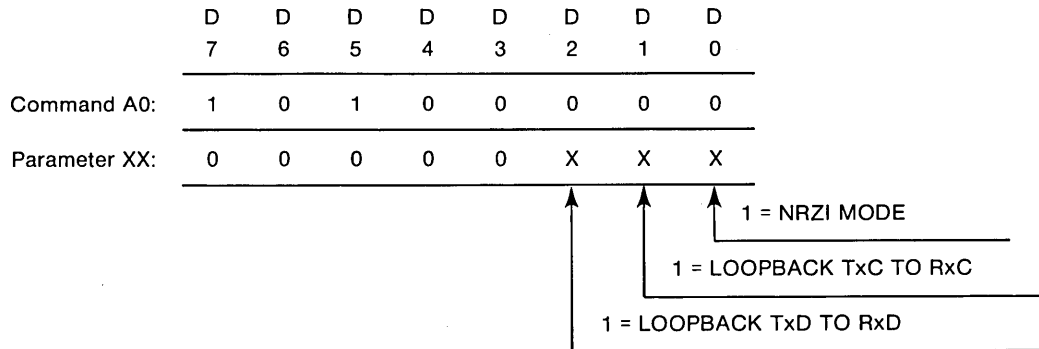 D D D D D D D D
7 6 5 4 3 2 1 0
Command A0: 1 0 1 0 0 0 0 0
Parameter XX: 0 0 0 0 0 X X X
1 = NRZI MODE
1 = LOOPBACK TxC TO RxC
1 = LOOPBACK TxD TO RxD